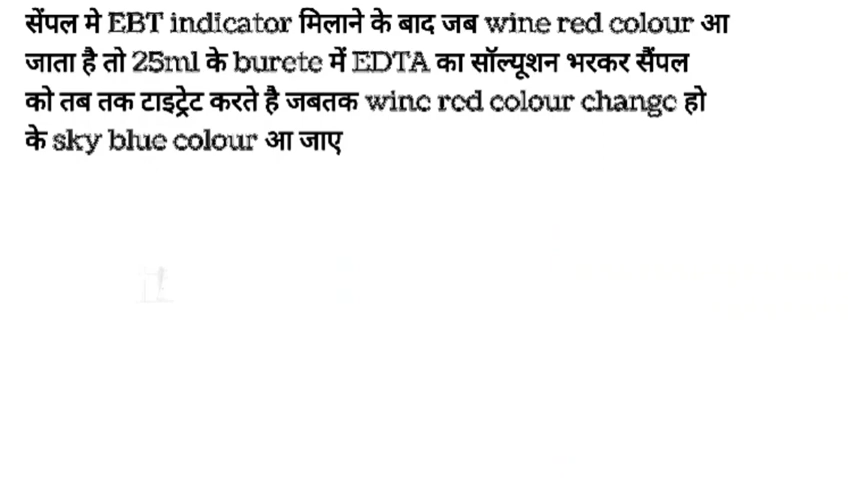 सेंपल मे EBT indicator मिलाने के बाद जब wine red colour आ
जाता है तो 25ml के burete में EDTA का सॉल्यूशन भरकर सैंपल
को तब तक टाइट्रेट करते है जबतक wine red colour change हो
के sky blue colour आ जाए